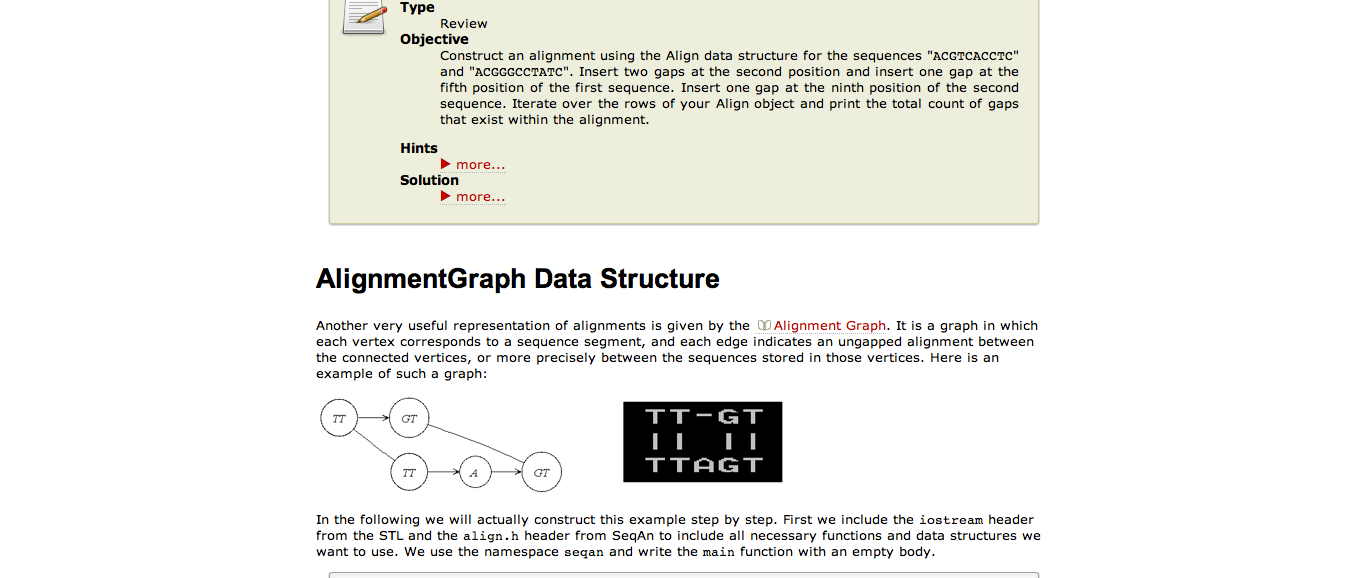 Type
Review
Objective
Construct an alignment using the Align data structure for the sequences "ACGTCACCTC"
and "ACGGGCCTATC". Insert two gaps at the second position and insert one gap at the
fifth position of the first sequence. Insert one gap at the ninth position of the second
sequence. Iterate over the rows of your Align object and print the total count of gaps
that exist within the alignment.
Hints
more...
Solution
more...
AlignmentGraph Data Structure
Another very useful representation of alignments is given by the Alignment Graph. It is a graph in which
each vertex corresponds to a sequence segment, and each edge indicates an ungapped alignment between
the connected vertices, or more precisely between the sequences stored in those vertices. Here is an
example of such a graph:
TT GT
TT A GT
TT-GT
|| ||
TTAGT
In the following we will actually construct this example step by step. First we include the iostream header
from the STL and the align.h header from SeqAn to include all necessary functions and data structures we
want to use. We use the namespace seqan and write the main function with an empty body.